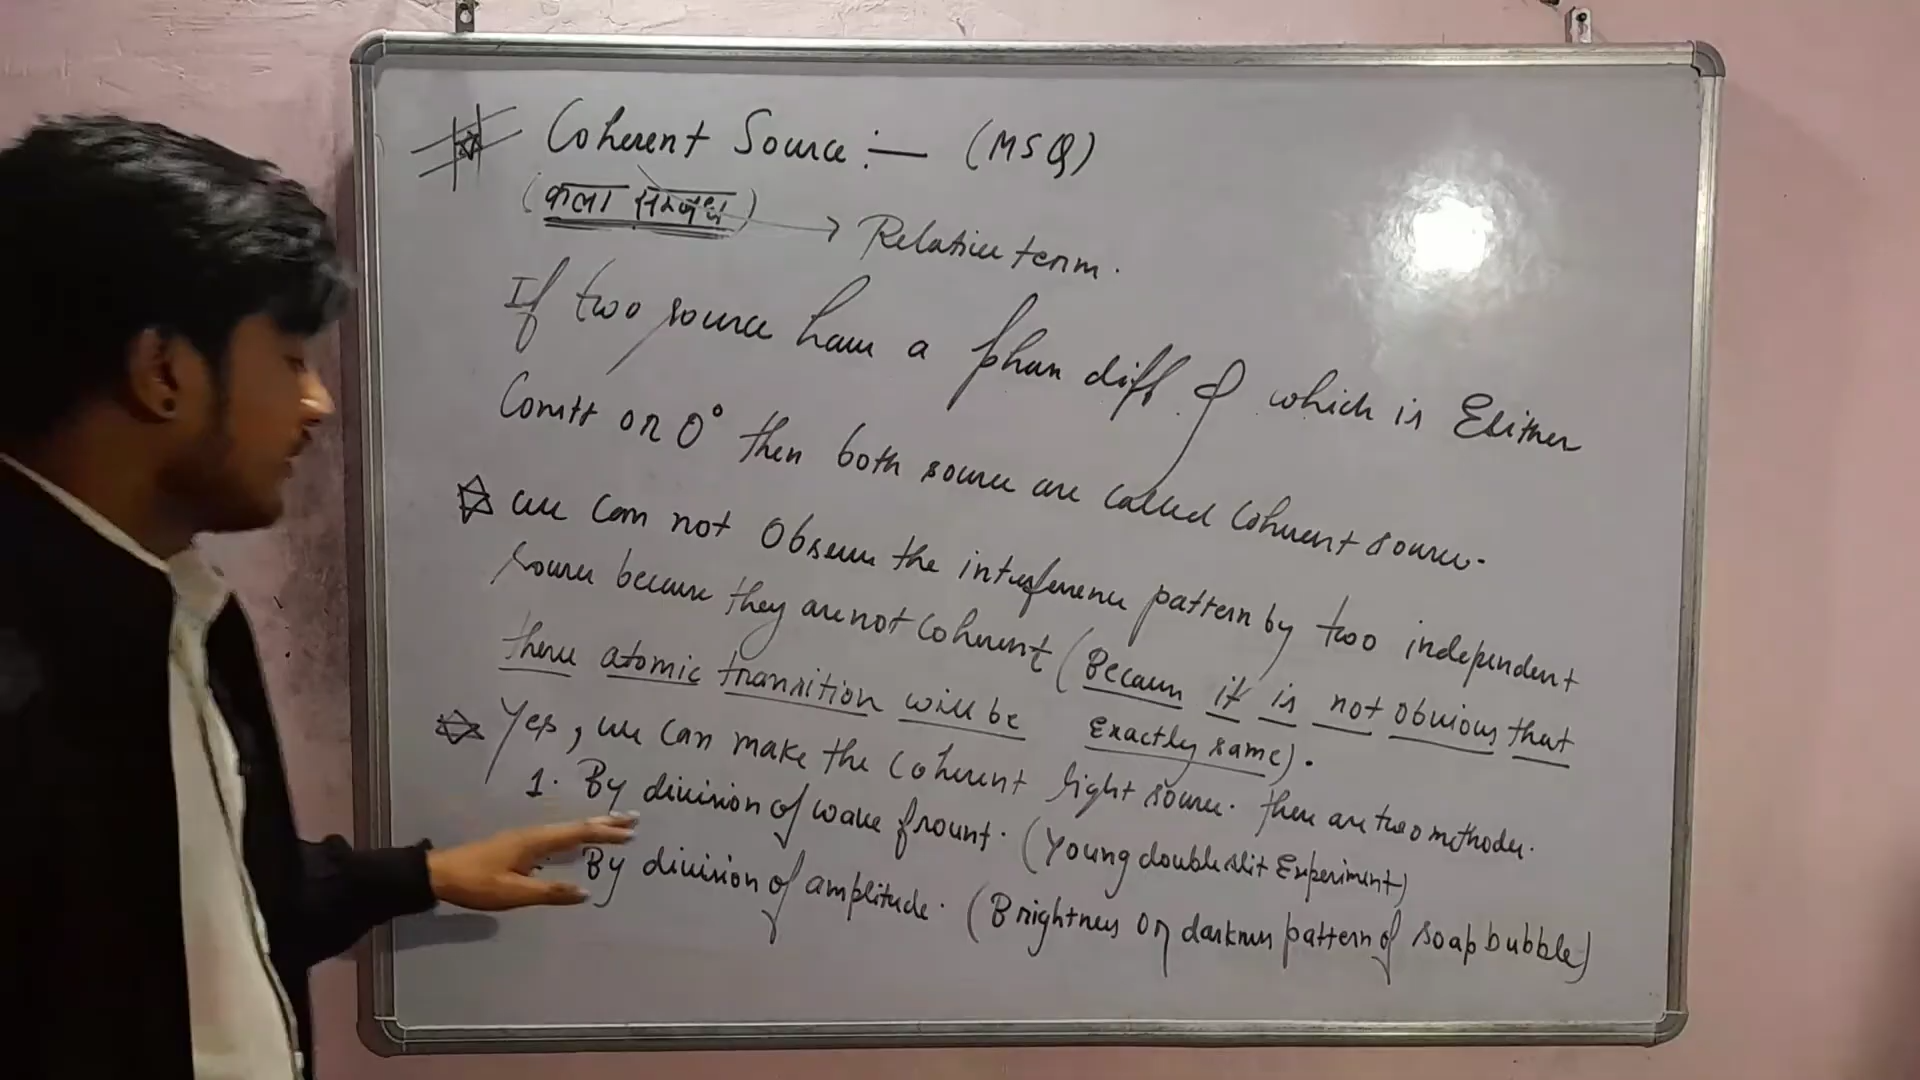 Coherent Source :— (MSQ)
(कला सम्बंध) → Relative term.
If two source have a phase diff. ϕ which is Eeither
Constt or 0° then both source are called Coherent source.
we can not Observe the interference pattern by two independent
source because they are not Coherent (Because it is not obvious that
there atomic transition will be Exactly same).
Yes, we can make the Coherent light source. there are two methods.
1. By division of wave frount. (Young double slit Experiment)
By division of amplitude. (Brightness or darkness pattern of soap bubble)